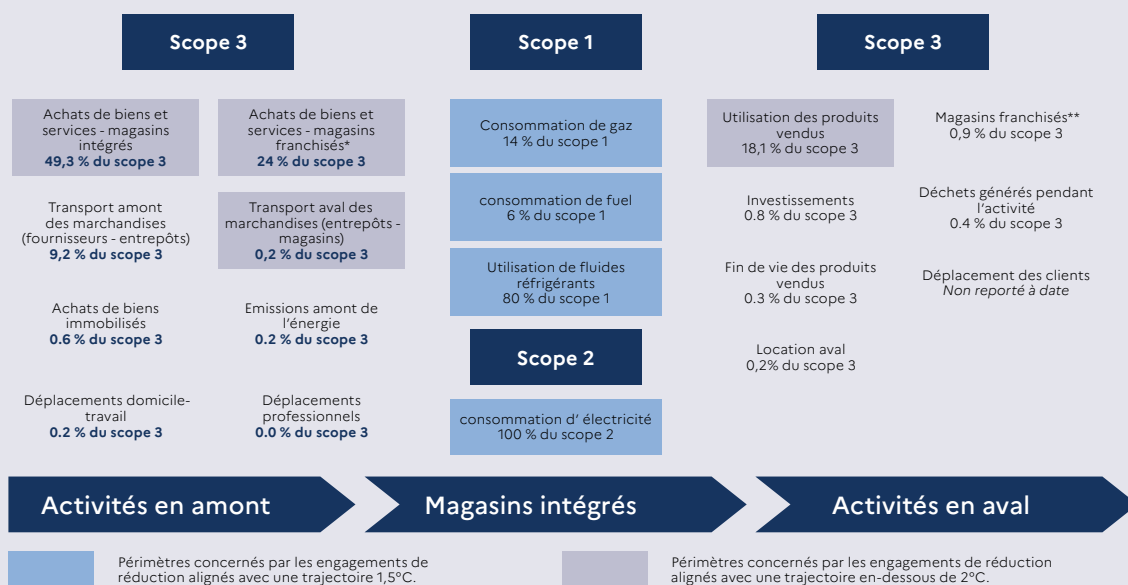 Scope 3
Achats de biens et
services - magasins
intégrés
49,3 % du scope 3
Achats de biens et
services - magasins
franchisés*
24 % du scope 3
Transport amont
des marchandises
(fournisseurs - entrepôts)
9,2 % du scope 3
Transport aval des
marchandises (entrepôts -
magasins)
0,2 % du scope 3
Achats de biens
immobilisés
0.6 % du scope 3
Emissions amont de
l'énergie
0.2 % du scope 3
Déplacements domicile-
travail
0.2 % du scope 3
Déplacements
professionnels
0.0 % du scope 3
Scope 1
Consommation de gaz
14 % du scope 1
consommation de fuel
6 % du scope 1
Utilisation de fluides
réfrigérants
80 % du scope 1
Scope 2
consommation d' électricité
100 % du scope 2
Scope 3
Utilisation des produits
vendus
18,1 % du scope 3
Magasins franchisés**
0,9 % du scope 3
Investissements
0.8 % du scope 3
Déchets générés pendant
l'activité
0.4 % du scope 3
Fin de vie des produits
vendus
0.3 % du scope 3
Déplacement des clients
Non reporté à date
Location aval
0,2% du scope 3
Activités en amont
Magasins intégrés
Activités en aval
Périmètres concernés par les engagements de
réduction alignés avec une trajectoire 1,5°C.
Périmètres concernés par les engagements de réduction
alignés avec une trajectoire en-dessous de 2°C.